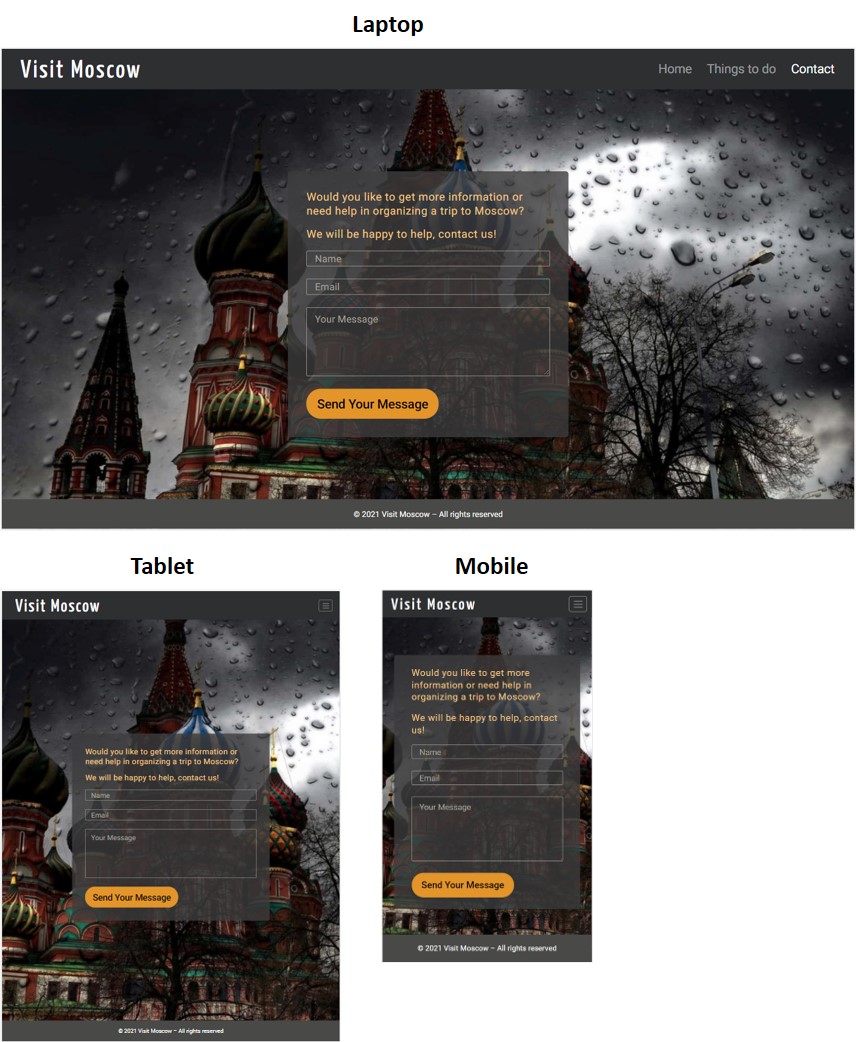 Laptop
Visit Moscow
Home Things to do Contact
Would you like to get more information or
need help in organizing a trip to Moscow?
We will be happy to help, contact us!
Name
Email
Your Message
Send Your Message
© 2021 Visit Moscow – All rights reserved
Tablet
Visit Moscow
Would you like to get more information or
need help in organizing a trip to Moscow?
We will be happy to help, contact us!
Name
Email
Your Message
Send Your Message
© 2021 Visit Moscow – All rights reserved
Mobile
Visit Moscow
Would you like to get more
information or need help in
organizing a trip to Moscow?
We will be happy to help, contact
us!
Name
Email
Your Message
Send Your Message
© 2021 Visit Moscow – All rights reserved